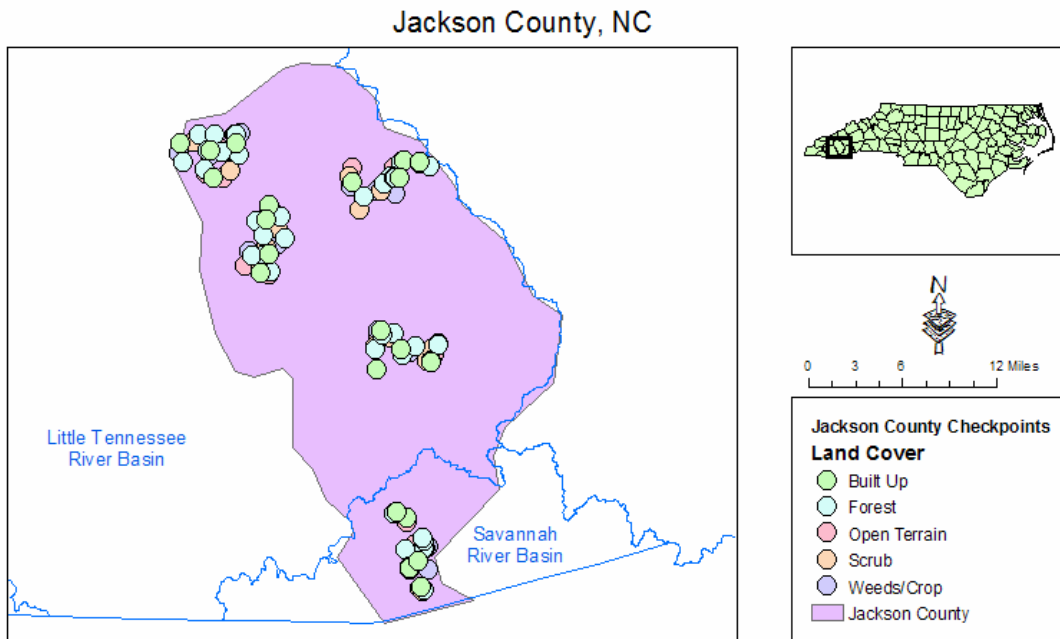 Jackson County, NC
Little Tennessee
River Basin
Savannah
River Basin
N
0 3 6 12 Miles
Jackson County Checkpoints
Land Cover
Built Up
Forest
Open Terrain
Scrub
Weeds/Crop
Jackson County